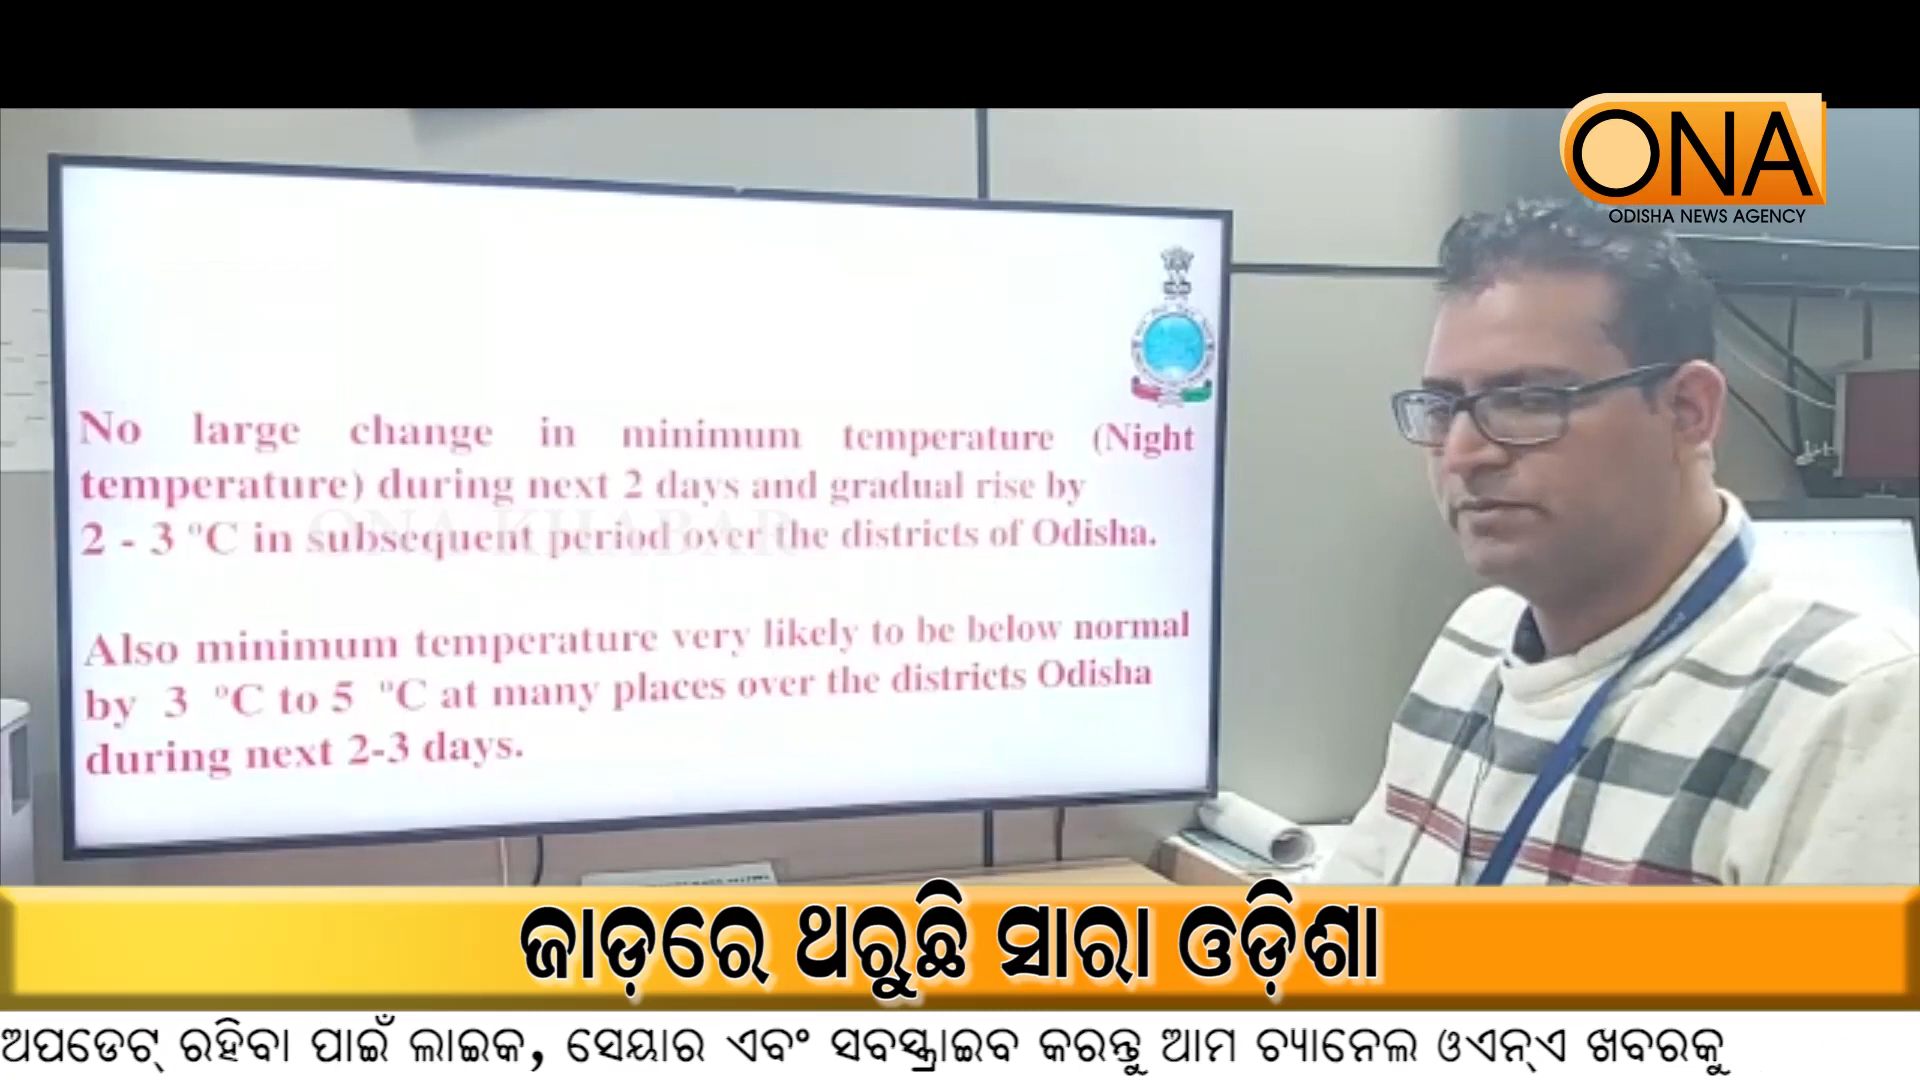 ONA
ODISHA NEWS AGENCY
No large change in minimum temperature (Night
temperature) during next 2 days and gradual rise by
2 - 3 °C in subsequent period over the districts of Odisha.
ONA KHABAR
Also minimum temperature very likely to be below normal
by 3 °C to 5 °C at many places over the districts Odisha
during next 2-3 days.
ଜାଡ଼ରେ ଥରୁଛି ସାରା ଓଡ଼ିଶା
ଅପଡେଟ୍ ରହିବା ପାଇଁ ଲାଇକ, ସେୟାର ଏବଂ ସବସ୍କ୍ରାଇବ କରନ୍ତୁ ଆମ ଚ୍ୟାନେଲ ଓଏନ୍ଏ ଖବରକୁ